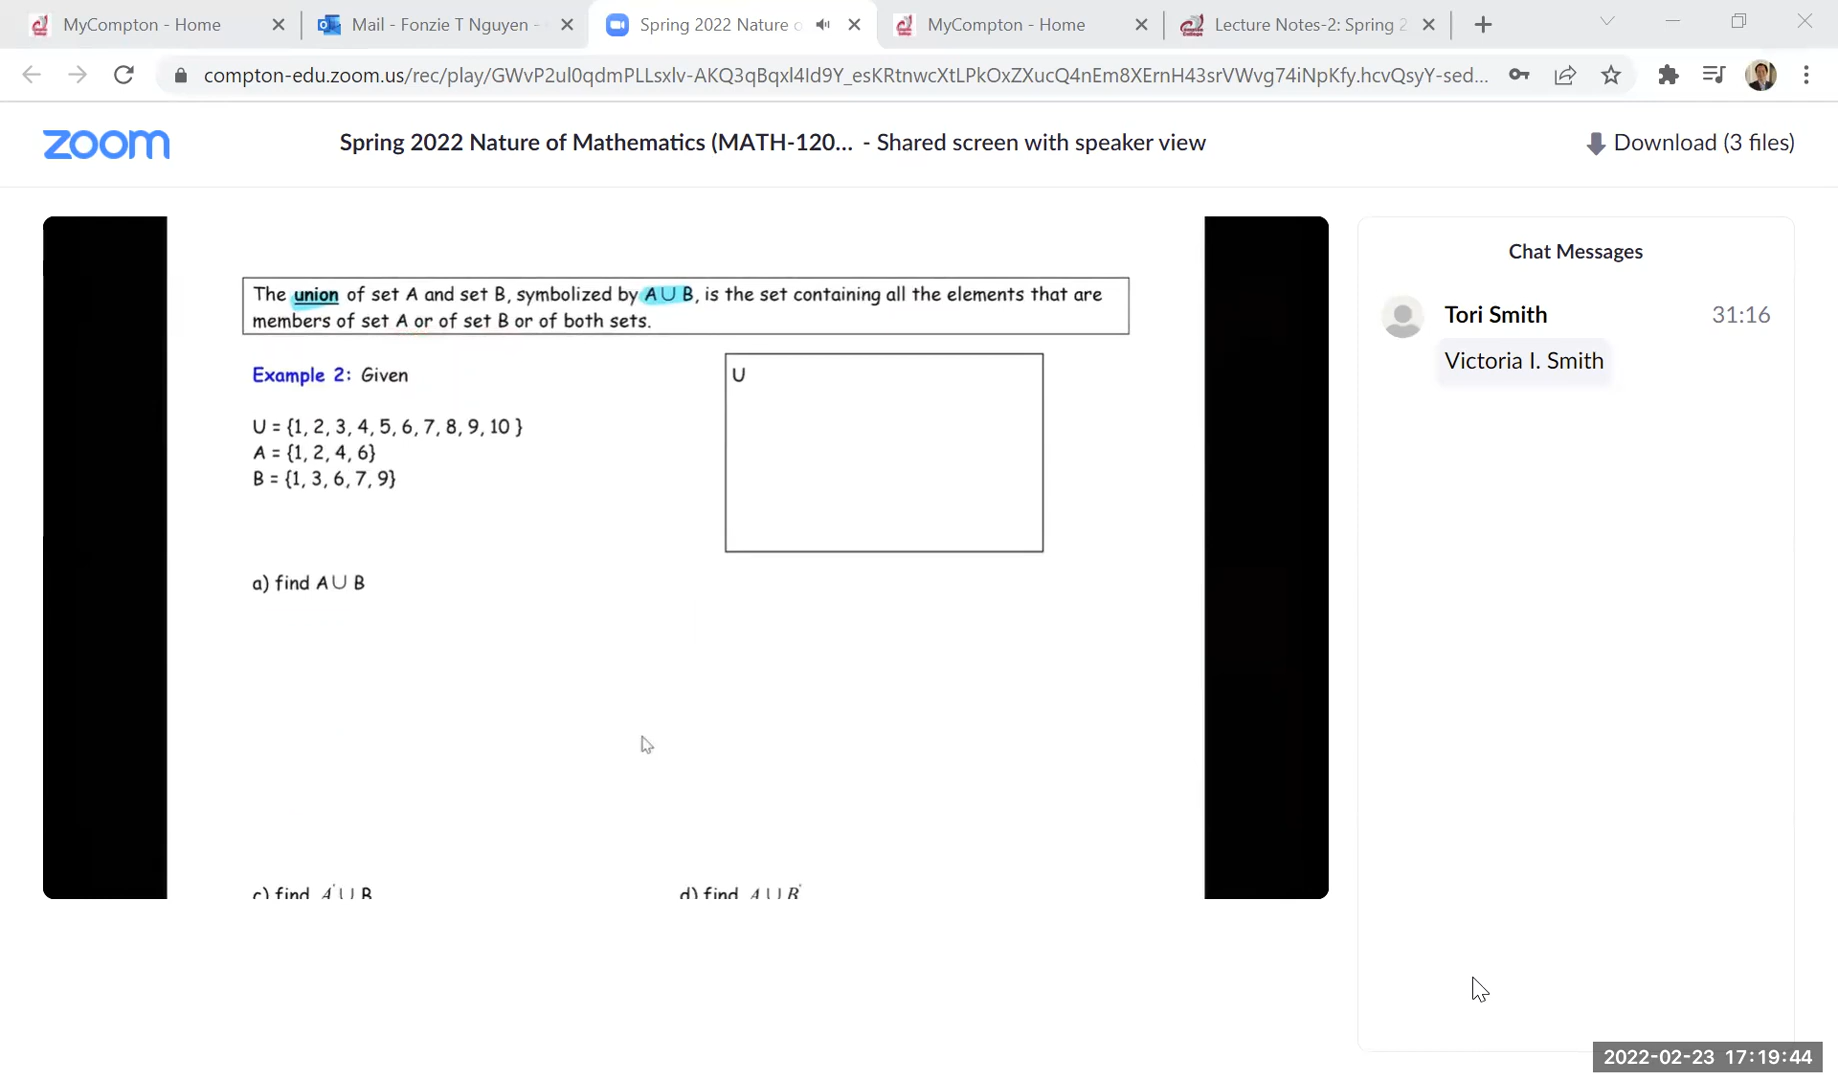 MyCompton - Home
Mail - Fonzie T Nguyen -
Spring 2022 Nature o
MyCompton - Home
Lecture Notes-2: Spring 2
compton-edu.zoom.us/rec/play/GWvP2ul0qdmPLLsxlv-AKQ3qBqxl4Id9Y_esKRtnwcXtLPkOxZXucQ4nEm8XErnH43srVWvg74iNpKfy.hcvQsyY-sed...
zoom
Spring 2022 Nature of Mathematics (MATH-120... - Shared screen with speaker view
Download (3 files)
The union of set A and set B, symbolized by A∪ B, is the set containing all the elements that are
members of set A or of set B or of both sets.
Example 2: Given
U
U = {1, 2, 3, 4, 5, 6, 7, 8, 9, 10 }
A = {1, 2, 4, 6}
B = {1, 3, 6, 7, 9}
a) find A∪ B
c) find A'∪ B
d) find A∪B'
Chat Messages
Tori Smith 31:16
Victoria I. Smith
2022-02-23 17:19:44